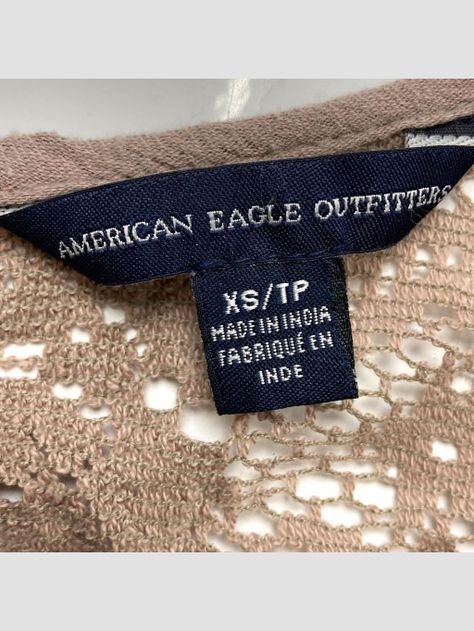 AMERICAN EAGLE OUTFITTERS
XS/TP
MADE IN INDIA
FABRIQUÉ EN
INDE